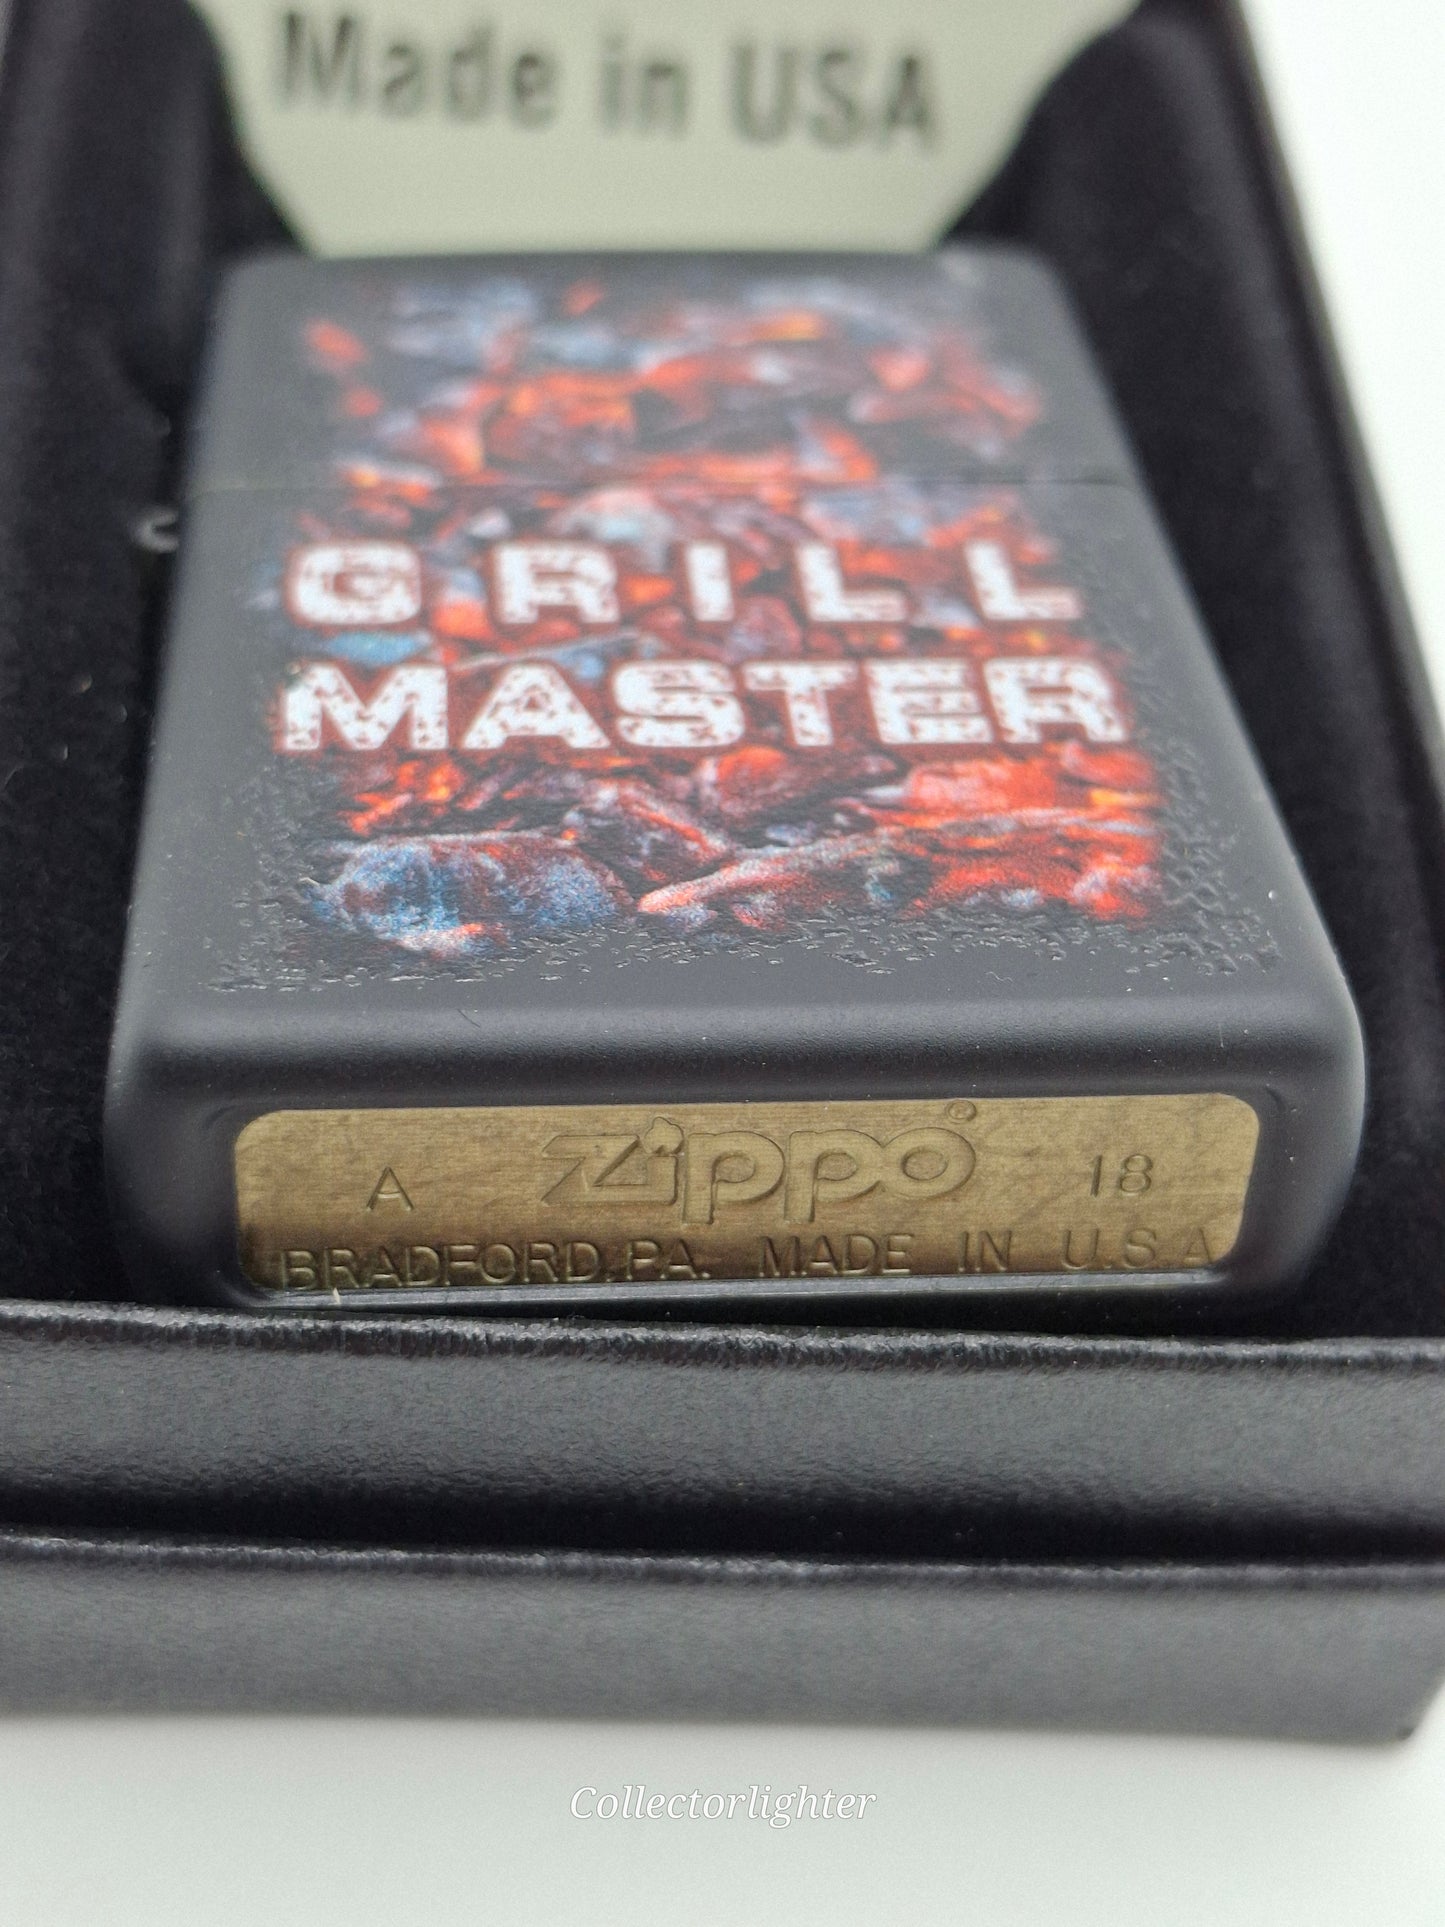 Made in USA
GRILL
MASTER
A zippo® 18
BRADFORD.PA. MADE IN U.S.A
Collectorlighter